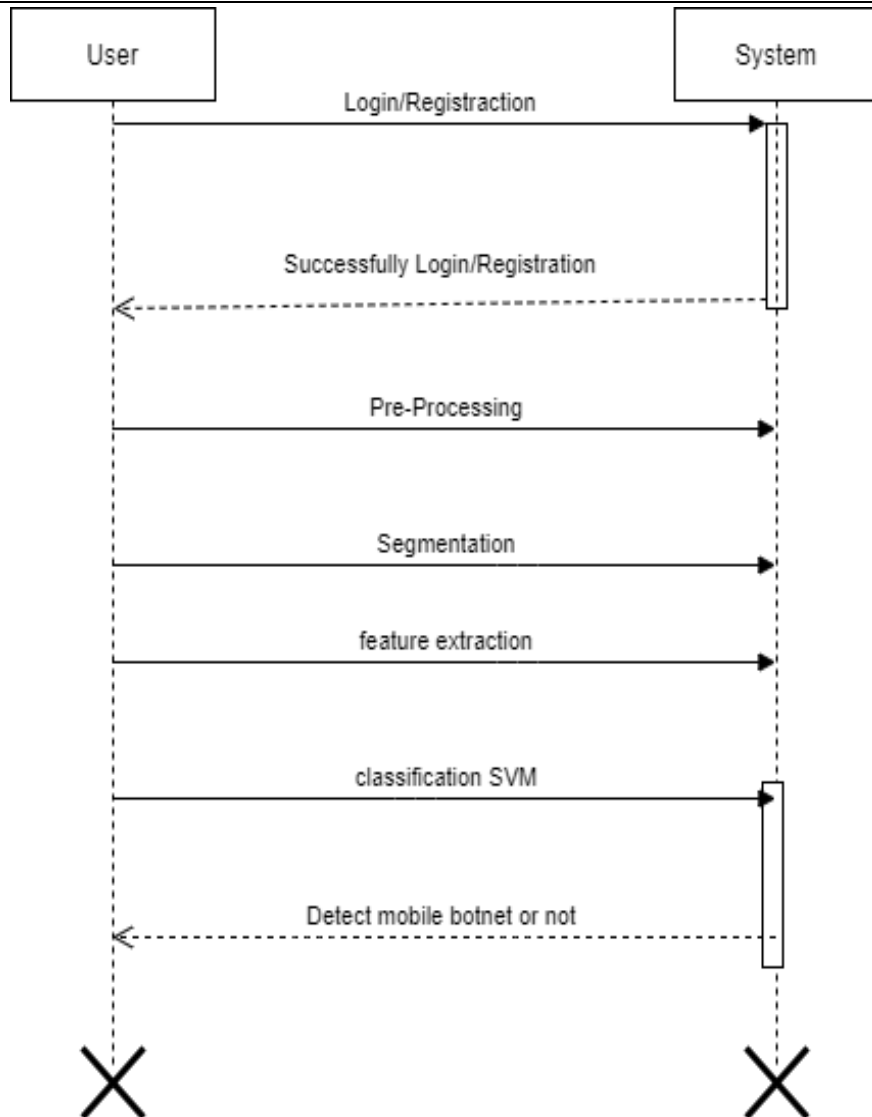 User
System
Login/Registraction
Successfully Login/Registration
Pre-Processing
Segmentation
feature extraction
classification SVM
Detect mobile botnet or not